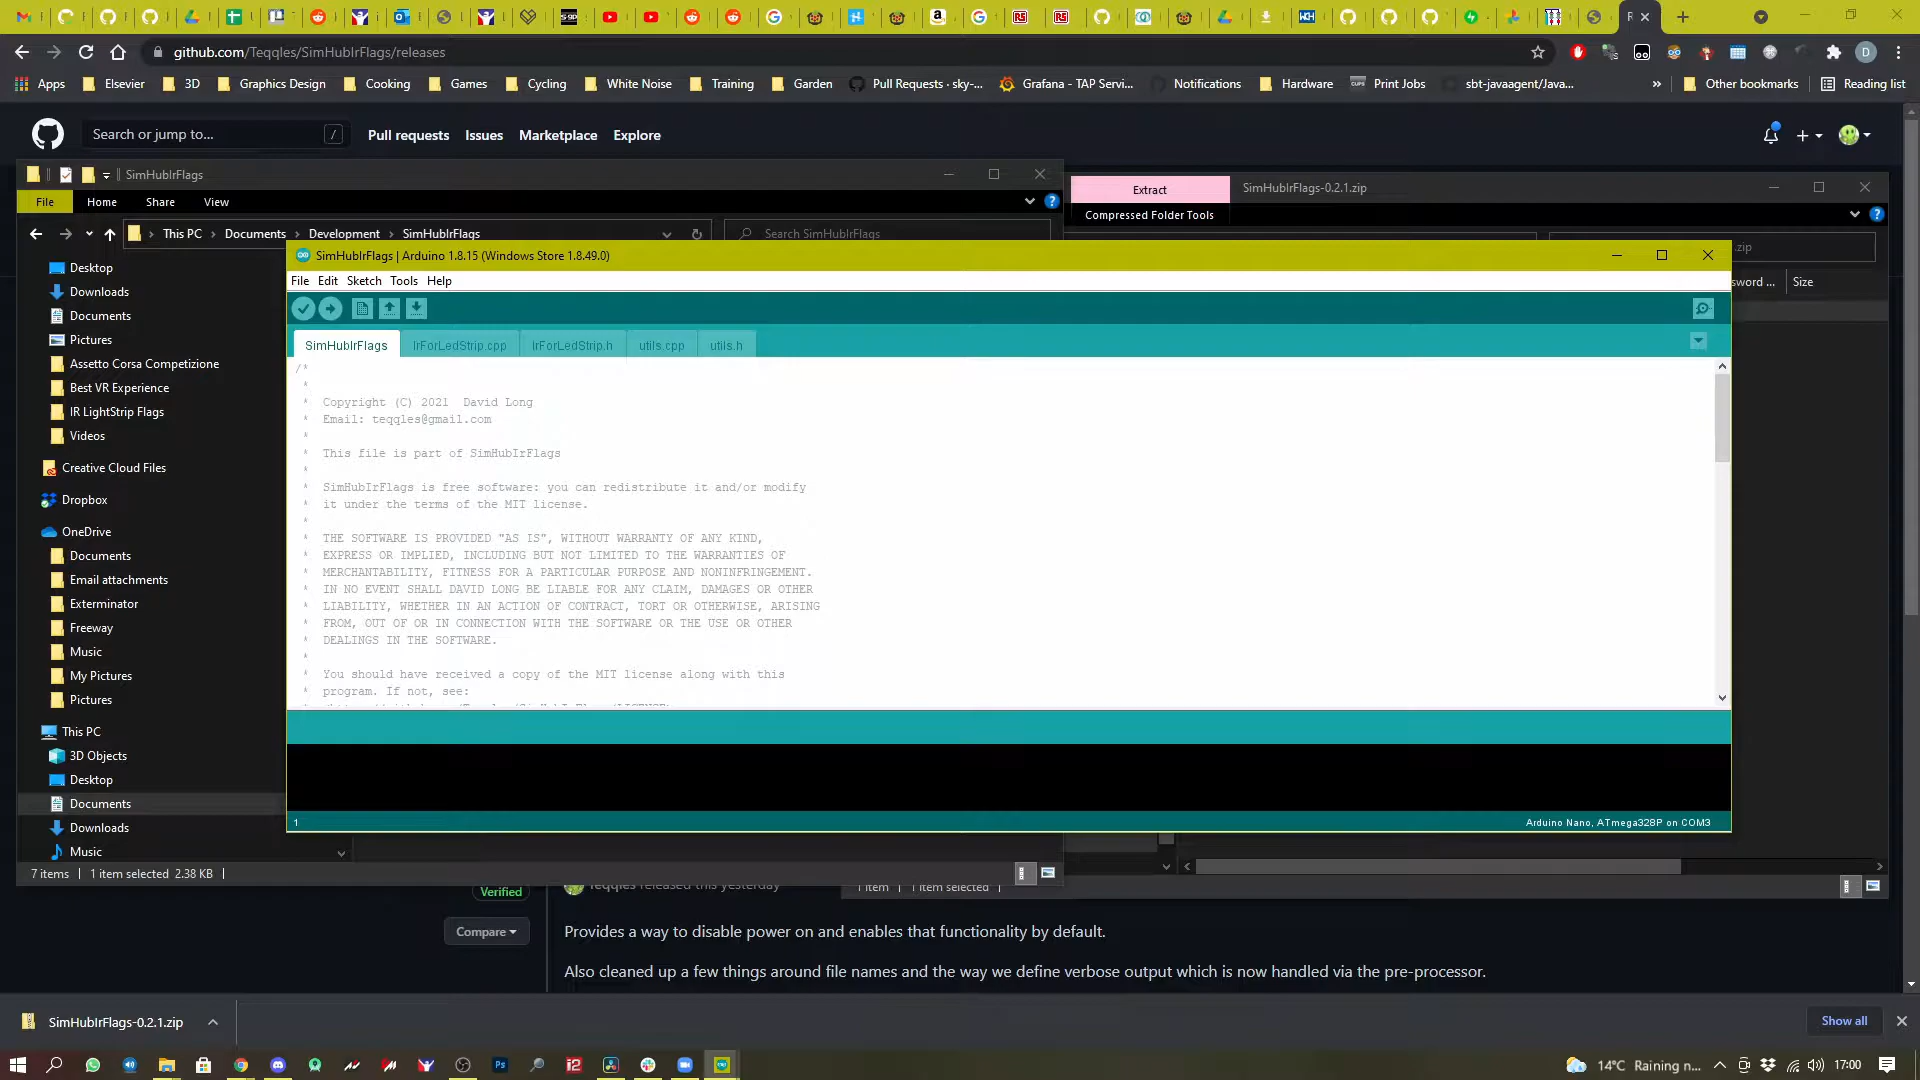 github.com/Teqqles/SimHubIrFlags/releases
Apps
Elsevier
3D
Graphics Design
Cooking
Games
Cycling
White Noise
Training
Garden
Pull Requests · sky-...
Grafana - TAP Servi...
Notifications
Hardware
Print Jobs
sbt-javaagent/Java...
»
Other bookmarks
Reading list
Search or jump to...
/
Pull requests
Issues
Marketplace
Explore
SimHubIrFlags
File
Home
Share
View
This PC
Documents
Development
SimHubIrFlags
Search SimHubIrFlags
Extract
SimHubIrFlags-0.2.1.zip
Compressed Folder Tools
.zip
sword ...
Size
Desktop
Downloads
Documents
Pictures
Assetto Corsa Competizione
Best VR Experience
IR LightStrip Flags
Videos
Creative Cloud Files
Dropbox
OneDrive
Documents
Email attachments
Exterminator
Freeway
Music
My Pictures
Pictures
This PC
3D Objects
Desktop
Documents
Downloads
Music
7 items
1 item selected 2.38 KB
SimHubIrFlags | Arduino 1.8.15 (Windows Store 1.8.49.0)
File Edit Sketch Tools Help
SimHubIrFlags
IrForLedStrip.cpp
IrForLedStrip.h
utils.cpp
utils.h
/*
*
* Copyright (C) 2021 David Long
* Email: teqqles@gmail.com
*
* This file is part of SimHubIrFlags
*
* SimHubIrFlags is free software: you can redistribute it and/or modify
* it under the terms of the MIT license.
*
* THE SOFTWARE IS PROVIDED "AS IS", WITHOUT WARRANTY OF ANY KIND,
* EXPRESS OR IMPLIED, INCLUDING BUT NOT LIMITED TO THE WARRANTIES OF
* MERCHANTABILITY, FITNESS FOR A PARTICULAR PURPOSE AND NONINFRINGEMENT.
* IN NO EVENT SHALL DAVID LONG BE LIABLE FOR ANY CLAIM, DAMAGES OR OTHER
* LIABILITY, WHETHER IN AN ACTION OF CONTRACT, TORT OR OTHERWISE, ARISING
* FROM, OUT OF OR IN CONNECTION WITH THE SOFTWARE OR THE USE OR OTHER
* DEALINGS IN THE SOFTWARE.
*
* You should have received a copy of the MIT license along with this
* program. If not, see:
1
Arduino Nano, ATmega328P on COM3
Verified
Teqqles released this yesterday
1 item
1 item selected
Compare
Provides a way to disable power on and enables that functionality by default.
Also cleaned up a few things around file names and the way we define verbose output which is now handled via the pre-processor.
SimHubIrFlags-0.2.1.zip
Show all
14°C Raining n...
17:00